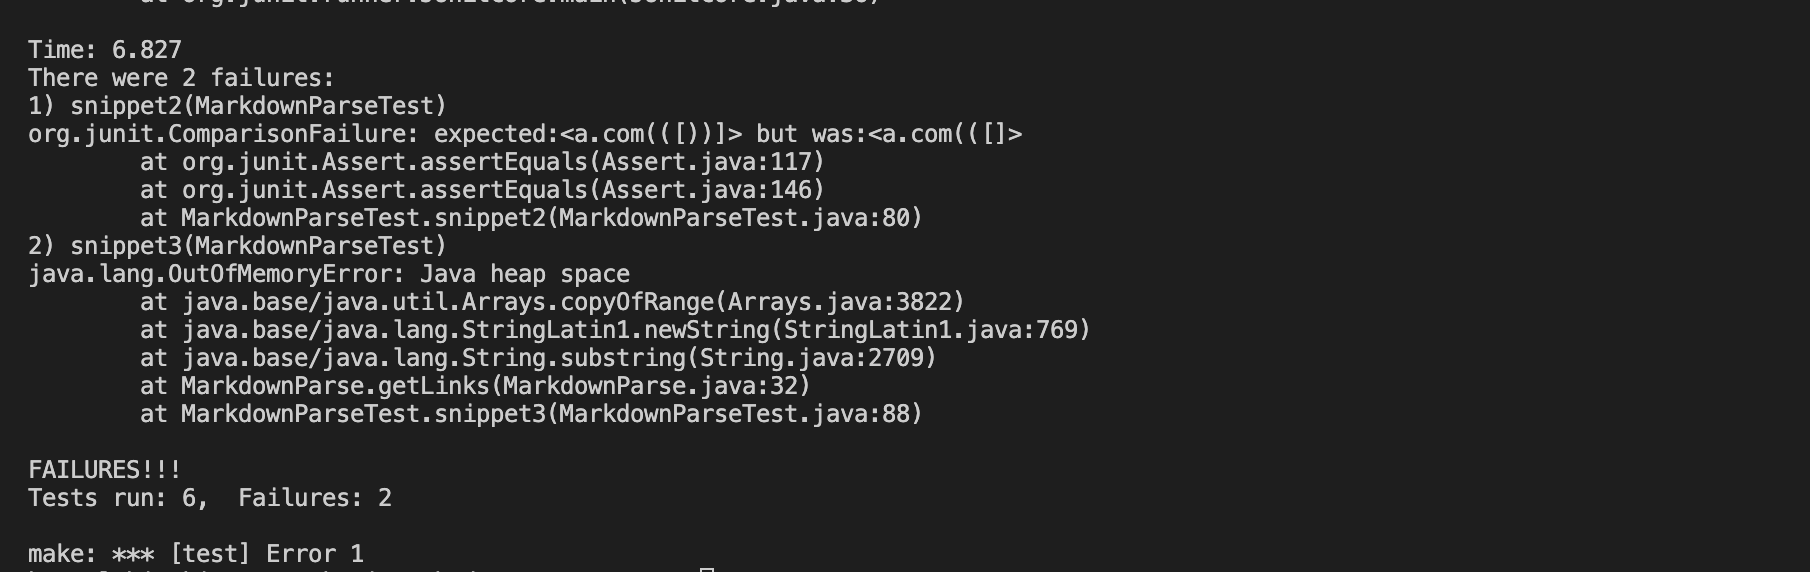 Time: 6.827
There were 2 failures:
1) snippet2(MarkdownParseTest)
org.junit.ComparisonFailure: expected:<a.com(([))]> but was:<a.com(([]>
        at org.junit.Assert.assertEquals(Assert.java:117)
        at org.junit.Assert.assertEquals(Assert.java:146)
        at MarkdownParseTest.snippet2(MarkdownParseTest.java:80)
2) snippet3(MarkdownParseTest)
java.lang.OutOfMemoryError: Java heap space
        at java.base/java.util.Arrays.copyOfRange(Arrays.java:3822)
        at java.base/java.lang.StringLatin1.newString(StringLatin1.java:769)
        at java.base/java.lang.String.substring(String.java:2709)
        at MarkdownParse.getLinks(MarkdownParse.java:32)
        at MarkdownParseTest.snippet3(MarkdownParseTest.java:88)
FAILURES!!!
Tests run: 6,  Failures: 2
make: *** [test] Error 1